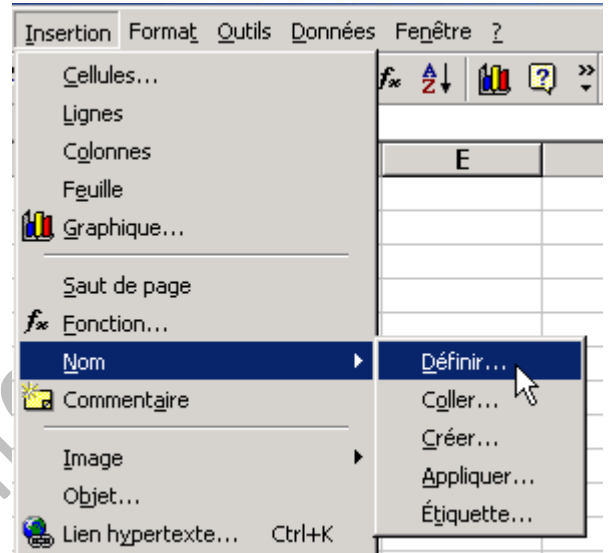 Insertion Format Outils Données Fenêtre ?
Cellules...
Lignes
Colonnes
E
Feuille
Graphique...
Saut de page
Fonction...
Nom
Définir...
Commentaire
Coller...
Créer...
Image
Appliquer...
Objet...
Étiquette...
Lien hypertexte... Ctrl+K